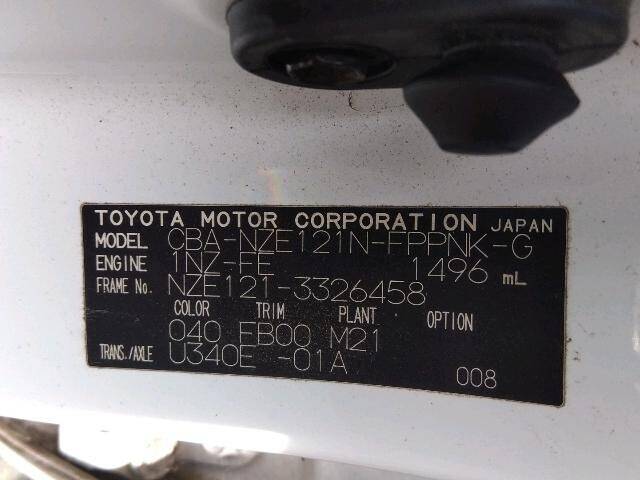 TOYOTA MOTOR CORPORATION JAPAN
MODEL CBA-NZE121N-FPPNK-G
ENGINE 1NZ-FE 1496 mL
FRAME No. NZE121-3326458
COLOR TRIM PLANT OPTION
040 FB00 M21
TRANS./AXLE U340E -01A
008